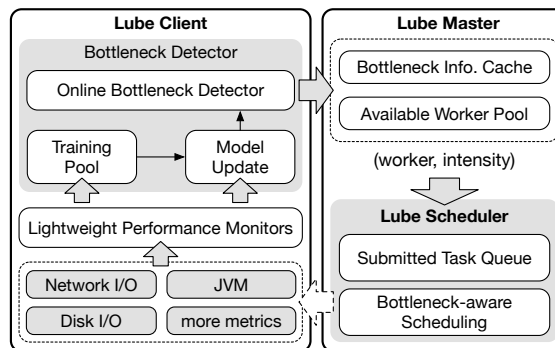 Lube Client
Bottleneck Detector
Online Bottleneck Detector
Training
Pool
Model
Update
Lightweight Performance Monitors
Network I/O
JVM
Disk I/O
more metrics
Lube Master
Bottleneck Info. Cache
Available Worker Pool
(worker, intensity)
Lube Scheduler
Submitted Task Queue
Bottleneck-aware
Scheduling